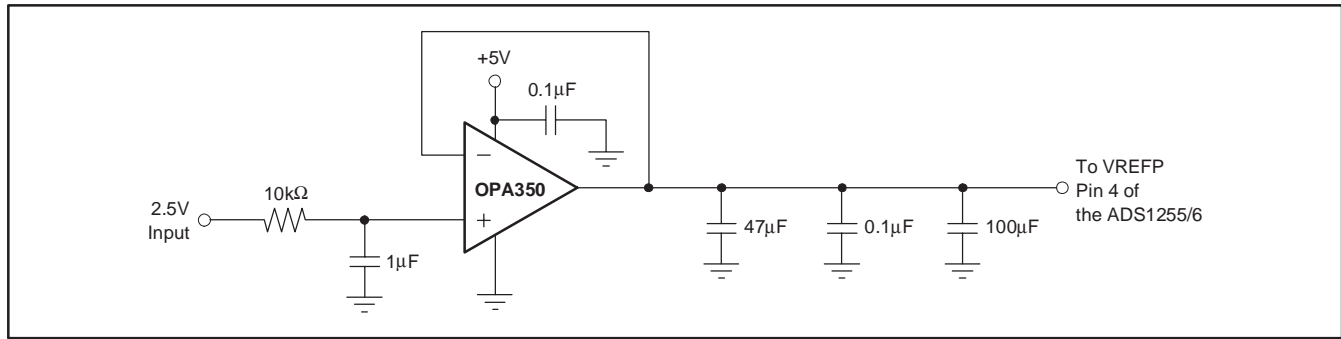 +5V
0.1μF
−
OPA350
+
10kΩ
2.5V
Input
1μF
47μF
0.1μF
100μF
To VREFP
Pin 4 of
the ADS1255/6